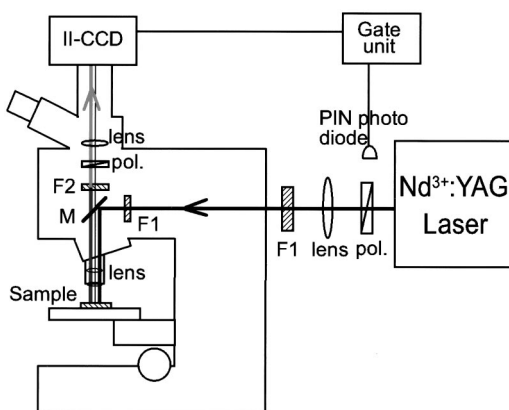 II-CCD
Gate
unit
PIN photo
diode
lens
pol.
F2
M
F1
Nd³⁺:YAG
Laser
F1
lens
pol.
lens
Sample